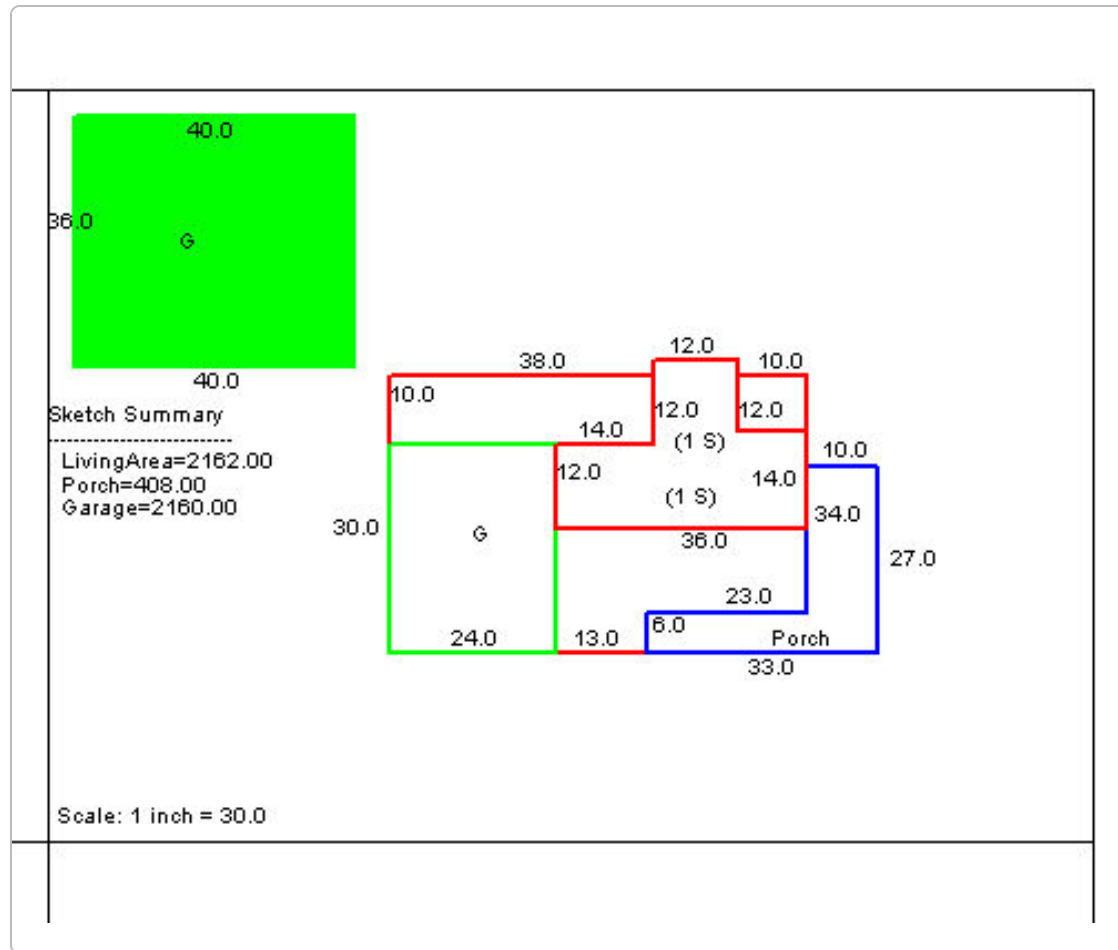 40.0
36.0
G
40.0
Sketch Summary
--------------------------
LivingArea=2162.00
Porch=408.00
Garage=2160.00
12.0
38.0
10.0
10.0
12.0
12.0
14.0
(1 S)
10.0
12.0
14.0
(1 S)
34.0
30.0
G
36.0
27.0
23.0
6.0
24.0
13.0
Porch
33.0
Scale: 1 inch = 30.0